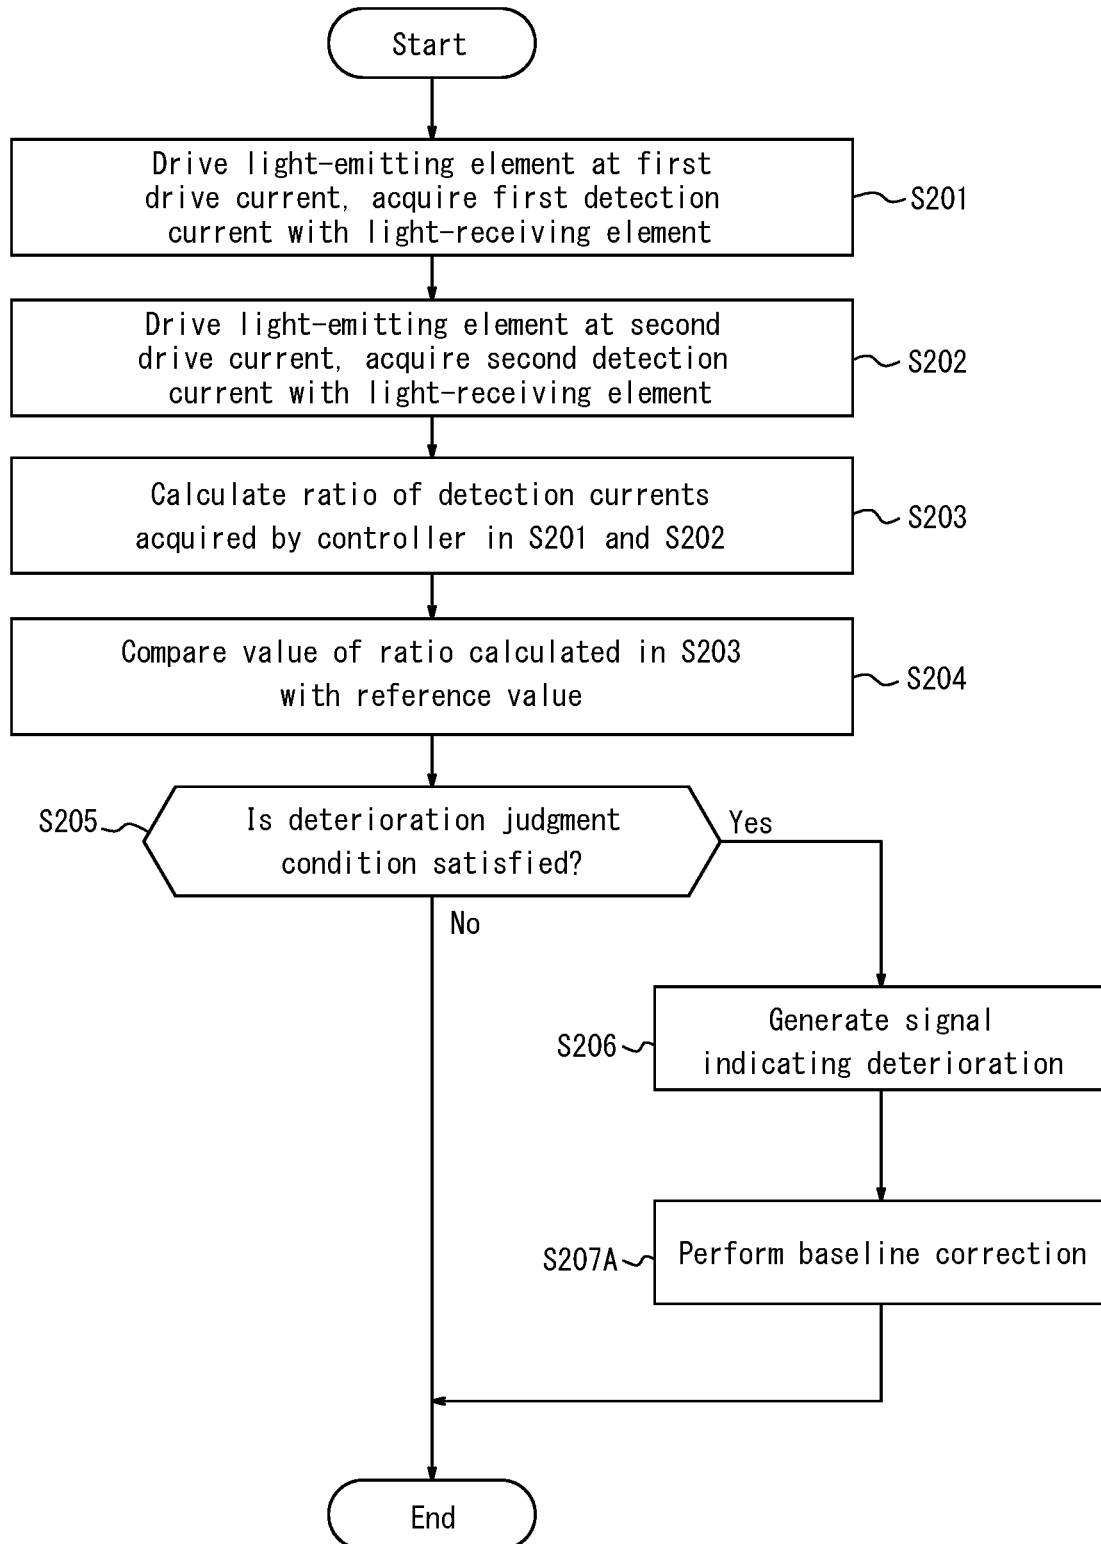 Start
Drive light-emitting element at first
drive current, acquire first detection
current with light-receiving element
S201
Drive light-emitting element at second
drive current, acquire second detection
current with light-receiving element
S202
Calculate ratio of detection currents
acquired by controller in S201 and S202
S203
Compare value of ratio calculated in S203
with reference value
S204
S205
Is deterioration judgment
condition satisfied?
Yes
No
Generate signal
indicating deterioration
S206
S207A
Perform baseline correction
End